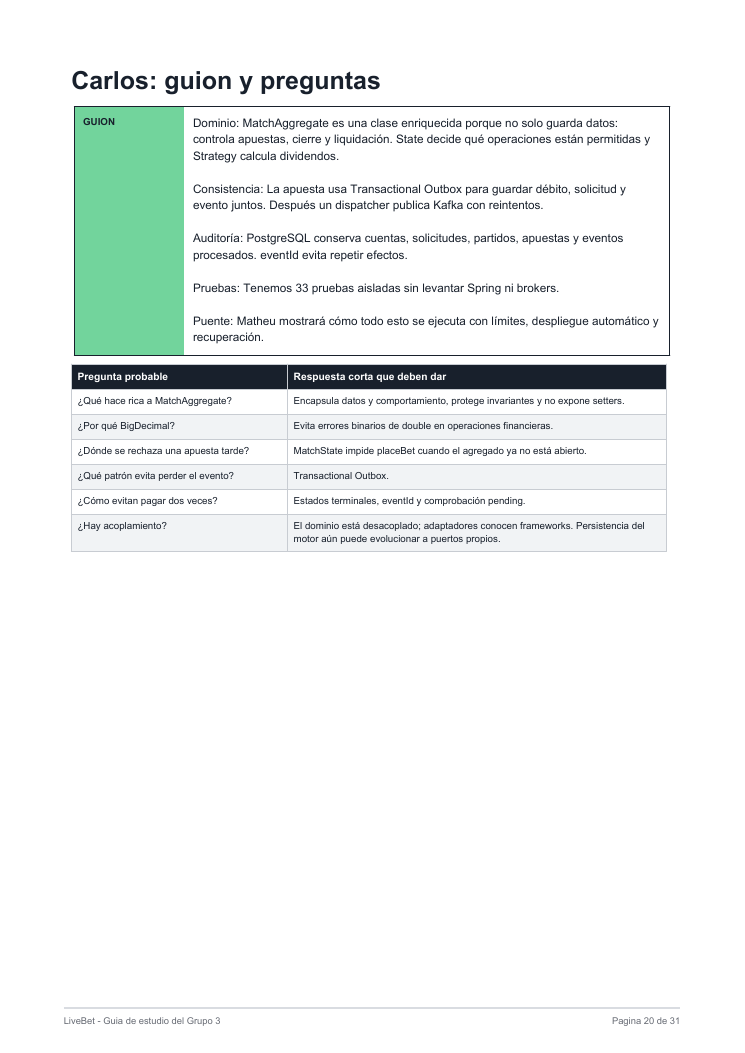 Carlos: guion y preguntas
GUION
Dominio: MatchAggregate es una clase enriquecida porque no solo guarda datos:
controla apuestas, cierre y liquidación. State decide qué operaciones están permitidas y
Strategy calcula dividendos.
Consistencia: La apuesta usa Transactional Outbox para guardar débito, solicitud y
evento juntos. Después un dispatcher publica Kafka con reintentos.
Auditoría: PostgreSQL conserva cuentas, solicitudes, partidos, apuestas y eventos
procesados. eventId evita repetir efectos.
Pruebas: Tenemos 33 pruebas aisladas sin levantar Spring ni brokers.
Puente: Matheu mostrará cómo todo esto se ejecuta con límites, despliegue automático y
recuperación.
Pregunta probable Respuesta corta que deben dar
¿Qué hace rica a MatchAggregate? Encapsula datos y comportamiento, protege invariantes y no expone setters.
¿Por qué BigDecimal? Evita errores binarios de double en operaciones financieras.
¿Dónde se rechaza una apuesta tarde? MatchState impide placeBet cuando el agregado ya no está abierto.
¿Qué patrón evita perder el evento? Transactional Outbox.
¿Cómo evitan pagar dos veces? Estados terminales, eventId y comprobación pending.
¿Hay acoplamiento? El dominio está desacoplado; adaptadores conocen frameworks. Persistencia del
motor aún puede evolucionar a puertos propios.
LiveBet - Guia de estudio del Grupo 3 Pagina 20 de 31